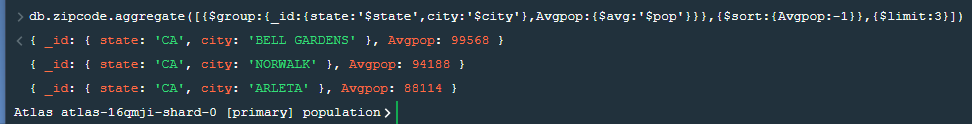 > db.zipcode.aggregate([{$group:{_id:{state:'$state',city:'$city'},Avgpop:{$avg:'$pop'}}},{$sort:{Avgpop:-1}},{$limit:3}])
< { _id: { state: 'CA', city: 'BELL GARDENS' }, Avgpop: 99568 }
{ _id: { state: 'CA', city: 'NORWALK' }, Avgpop: 94188 }
{ _id: { state: 'CA', city: 'ARLETA' }, Avgpop: 88114 }
Atlas atlas-16qmji-shard-0 [primary] population>